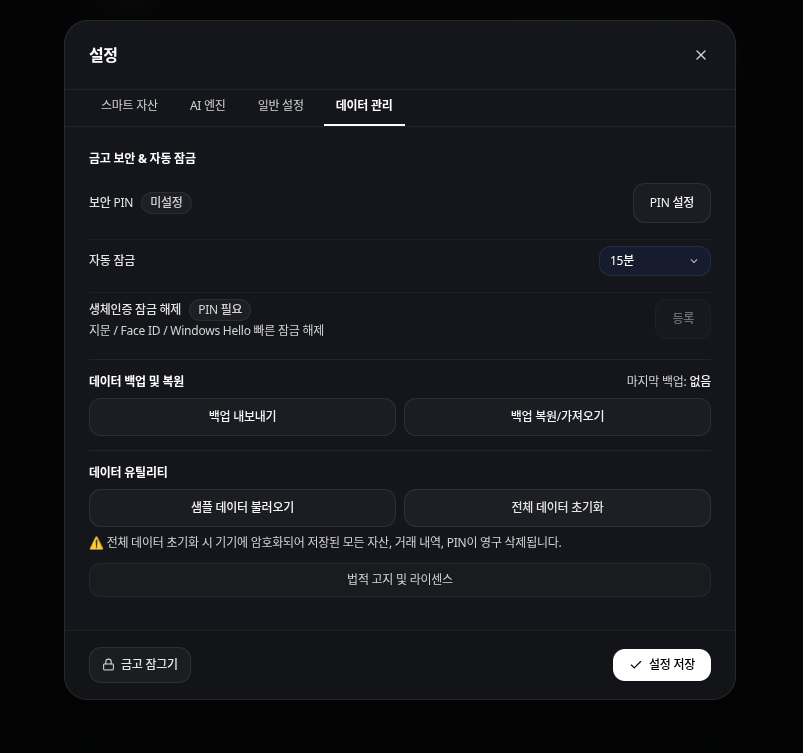 설정
스마트 자산 AI 엔진 일반 설정 데이터 관리
금고 보안 & 자동 잠금
보안 PIN 미설정 PIN 설정
자동 잠금 15분
생체인증 잠금 해제 PIN 필요
지문 / Face ID / Windows Hello 빠른 잠금 해제 등록
데이터 백업 및 복원 마지막 백업: 없음
백업 내보내기 백업 복원/가져오기
데이터 유틸리티
샘플 데이터 불러오기 전체 데이터 초기화
⚠️ 전체 데이터 초기화 시 기기에 암호화되어 저장된 모든 자산, 거래 내역, PIN이 영구 삭제됩니다.
법적 고지 및 라이센스
금고 잠그기 설정 저장